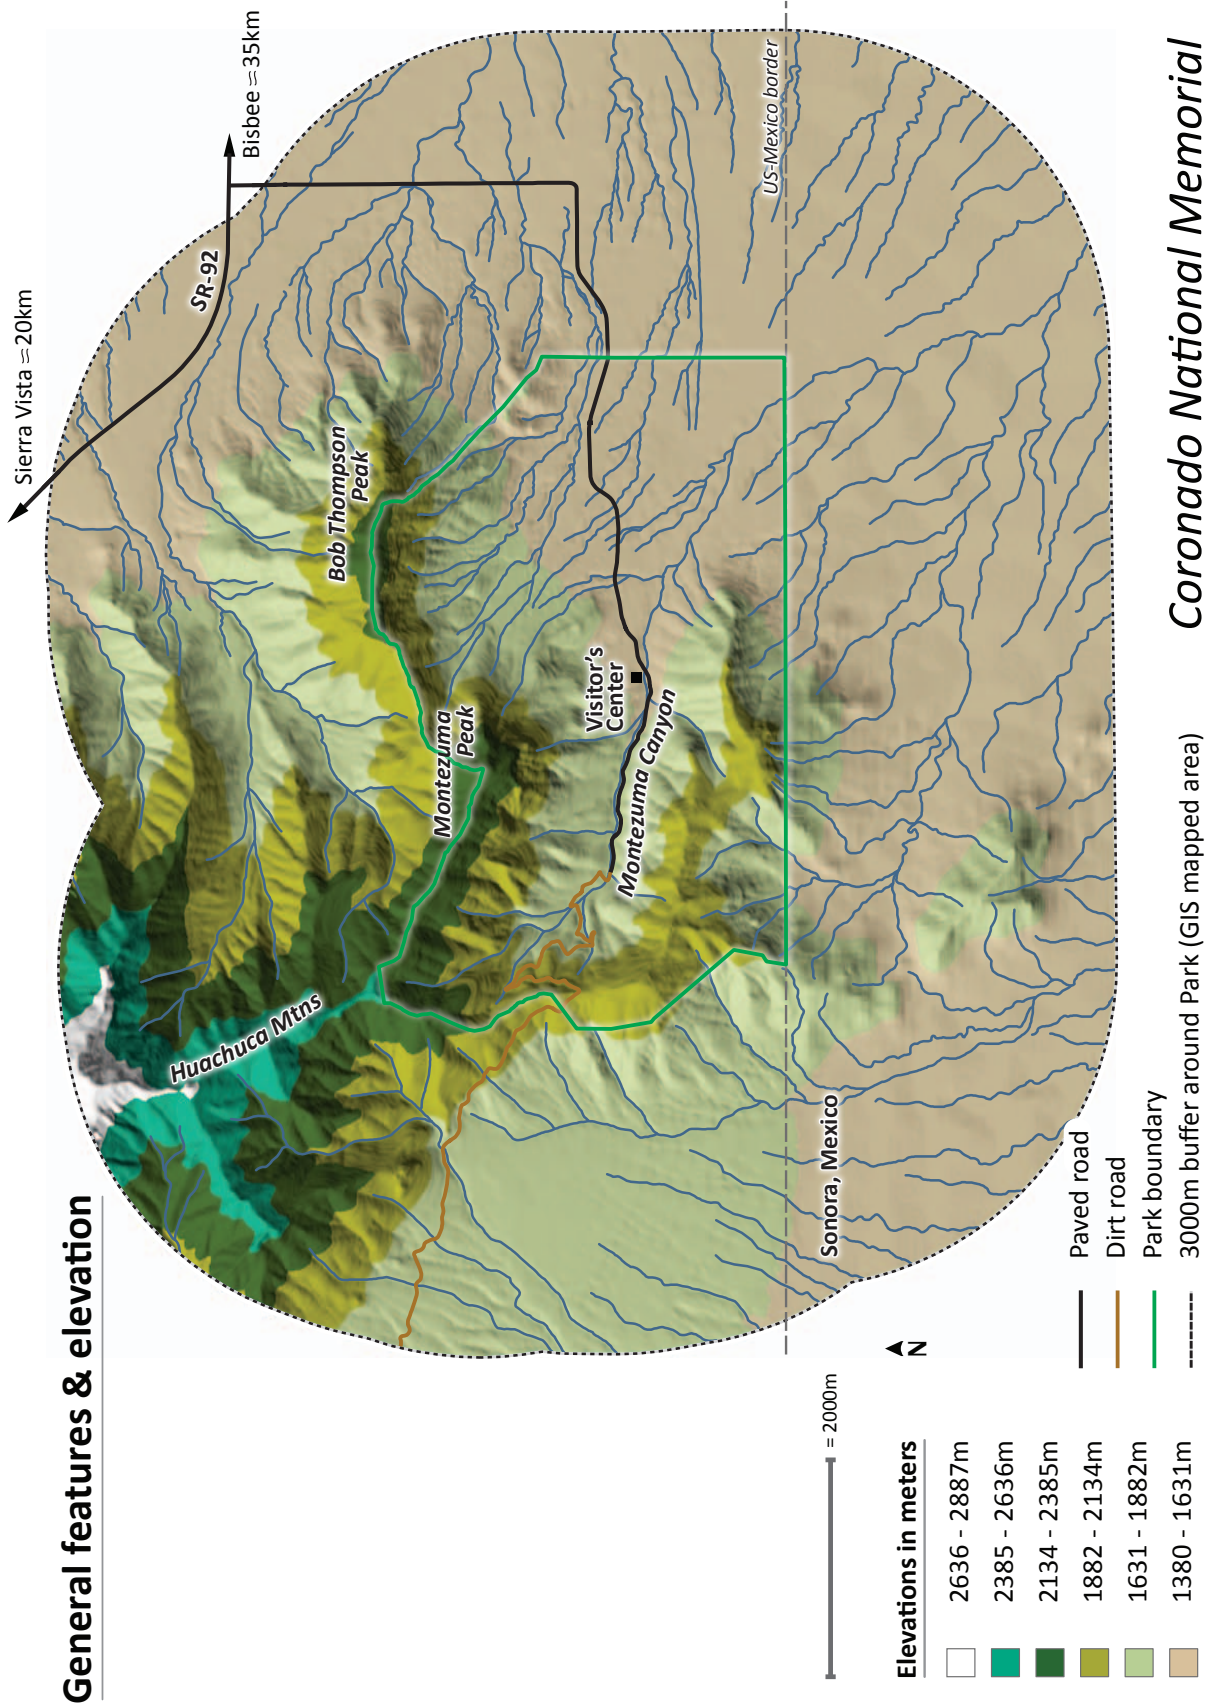 General features & elevation
Sierra Vista ≈ 20km
Bisbee ≈ 35km
SR-92
Bob Thompson
Peak
Montezuma
Peak
Huachuca Mtns
Visitor's
Center
Montezuma Canyon
US-Mexico border
Sonora, Mexico
N
= 2000m
Elevations in meters
2636 - 2887m
2385 - 2636m
2134 - 2385m
1882 - 2134m
1631 - 1882m
1380 - 1631m
Paved road
Dirt road
Park boundary
3000m buffer around Park (GIS mapped area)
Coronado National Memorial